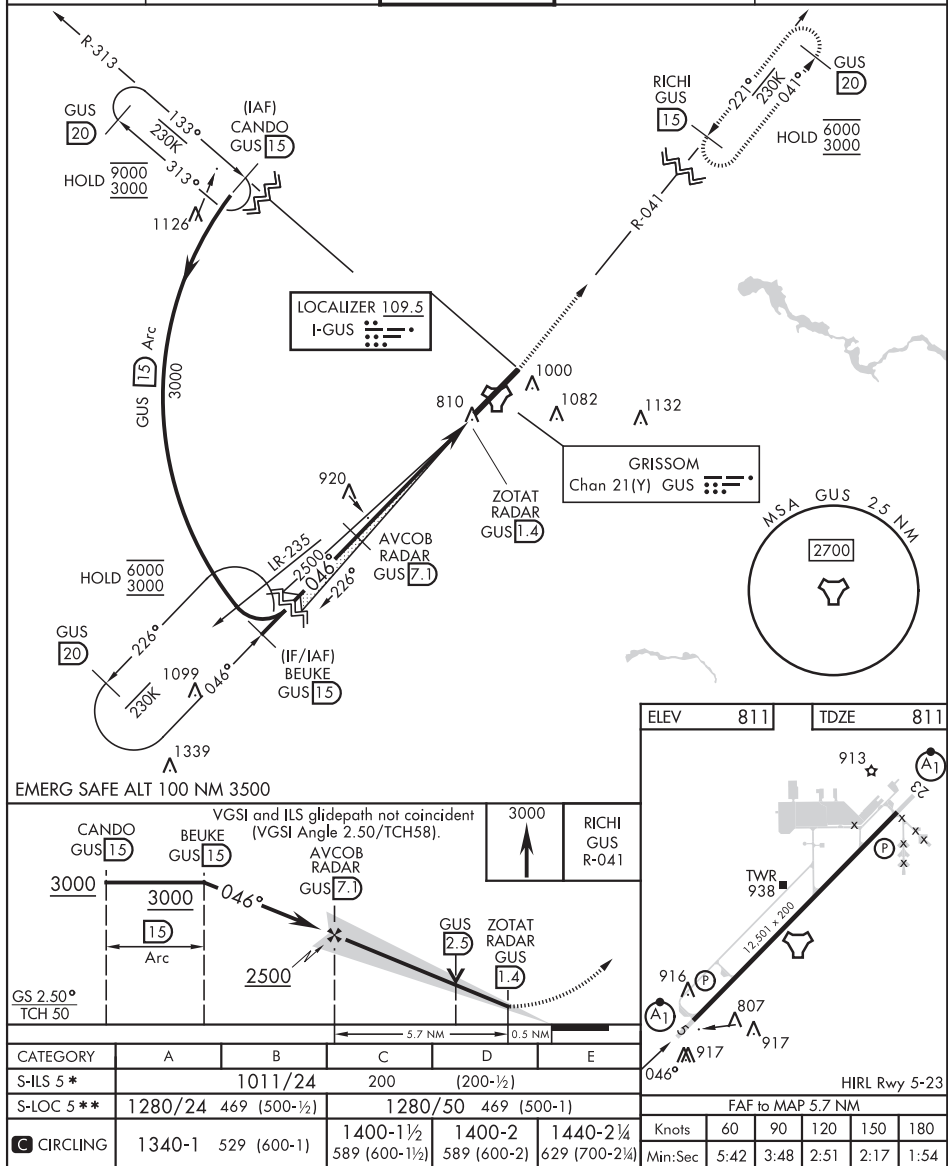 R-313
GUS
20
133°
230K
313°
HOLD 9000
3000
(IAF)
CANDO
GUS 15
1126
RICHI
GUS
15
221°
230K
041°
GUS
20
HOLD 6000
3000
R-041
LOCALIZER 109.5
I-GUS
GUS 15 Arc
3000
1000
810
1082
1132
GRISSOM
Chan 21(Y) GUS
920
ZOTAT
RADAR
GUS 1.4
AVCOB
RADAR
GUS 7.1
LR-235
2500
046°
226°
HOLD 6000
3000
GUS
20
226°
230K
046°
1099
(IF/IAF)
BEUKE
GUS 15
1339
MSA GUS 25 NM
2700
EMERG SAFE ALT 100 NM 3500
ELEV 811
TDZE 811
913
A1
23
P
TWR
938
12,501 x 200
916
P
A1
5
807
917
917
046°
HIRL Rwy 5-23
VGSI and ILS glidepath not coincident
(VGSI Angle 2.50/TCH58).
3000
RICHI
GUS
R-041
CANDO
GUS 15
BEUKE
GUS 15
AVCOB
RADAR
GUS 7.1
3000
3000
046°
15
Arc
2500
GUS
2.5
ZOTAT
RADAR
GUS
1.4
GS 2.50°
TCH 50
5.7 NM
0.5 NM
CATEGORY A B C D E
S-ILS 5 * 1011/24 200 (200-½)
S-LOC 5 ** 1280/24 469 (500-½) 1280/50 469 (500-1)
C CIRCLING 1340-1 529 (600-1) 1400-1½ 589 (600-1½) 1400-2 589 (600-2) 1440-2¼ 629 (700-2¼)
FAF to MAP 5.7 NM
Knots 60 90 120 150 180
Min:Sec 5:42 3:48 2:51 2:17 1:54